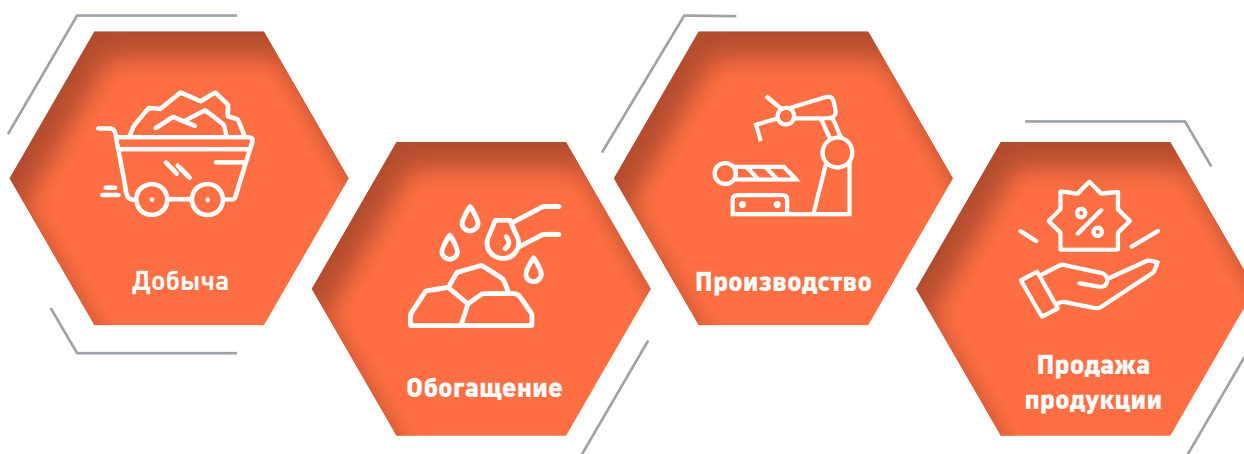 Добыча
Обогащение
Производство
%
Продажа
продукции